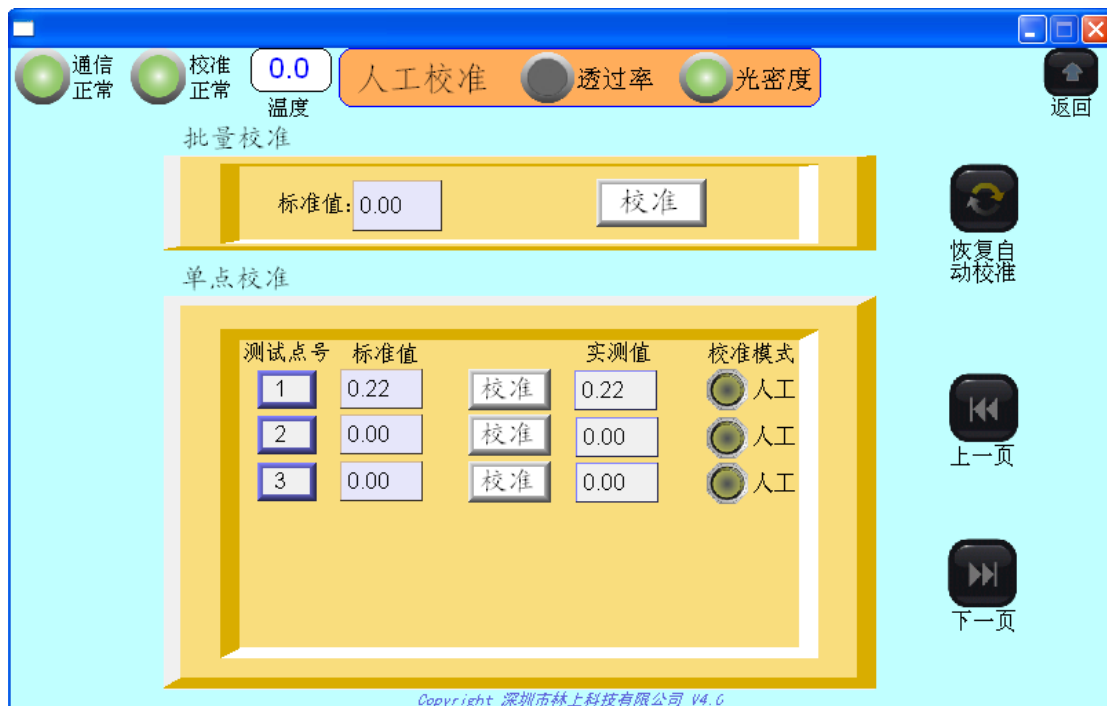 通信
正常
校准
正常
0.0
温度
人工校准
透过率
光密度
返回
批量校准
标准值:
0.00
校准
恢复自
动校准
单点校准
测试点号 标准值 实测值 校准模式
1 0.22 校准 0.22 人工
2 0.00 校准 0.00 人工
3 0.00 校准 0.00 人工
上一页
下一页
Copyright 深圳市林上科技有限公司